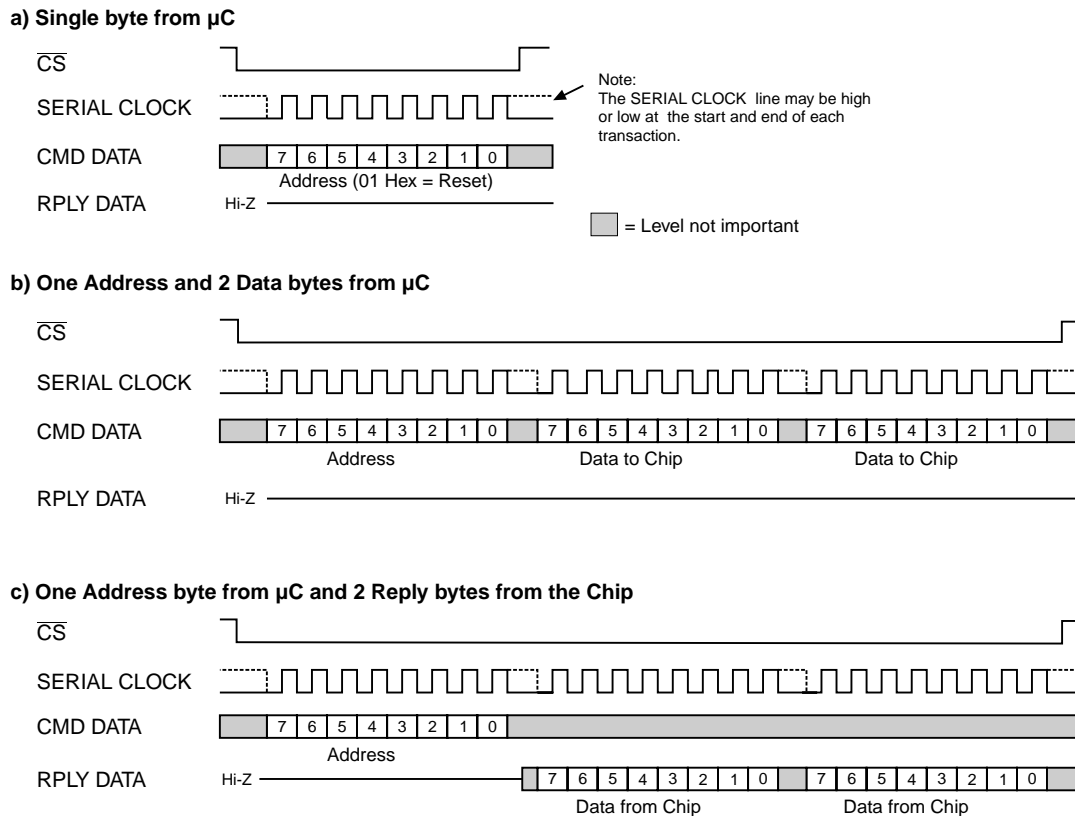 a) Single byte from µC
CS
SERIAL CLOCK
Note:
The SERIAL CLOCK line may be high
or low at the start and end of each
transaction.
CMD DATA
7 6 5 4 3 2 1 0
Address (01 Hex = Reset)
RPLY DATA
Hi-Z
= Level not important
b) One Address and 2 Data bytes from µC
CS
SERIAL CLOCK
CMD DATA
7 6 5 4 3 2 1 0 7 6 5 4 3 2 1 0 7 6 5 4 3 2 1 0
Address Data to Chip Data to Chip
RPLY DATA
Hi-Z
c) One Address byte from µC and 2 Reply bytes from the Chip
CS
SERIAL CLOCK
CMD DATA
7 6 5 4 3 2 1 0
Address
RPLY DATA
Hi-Z
7 6 5 4 3 2 1 0 7 6 5 4 3 2 1 0
Data from Chip Data from Chip